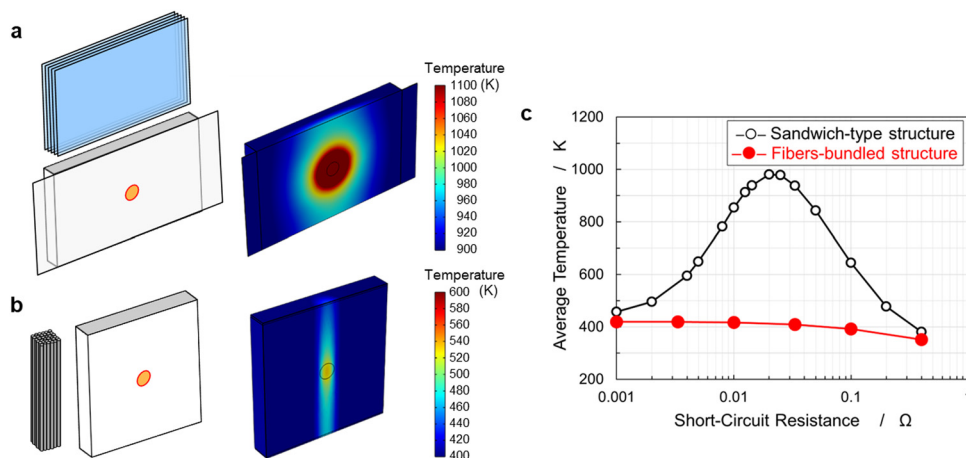 a
Temperature
(K)
1100
1080
1060
1040
1020
1000
980
960
940
920
900
b
Temperature
(K)
600
580
560
540
520
500
480
460
440
420
400
c
1200
1000
800
600
400
200
Average Temperature / K
Sandwich-type structure
Fibers-bundled structure
0.001
0.01
0.1
1
Short-Circuit Resistance / Ω